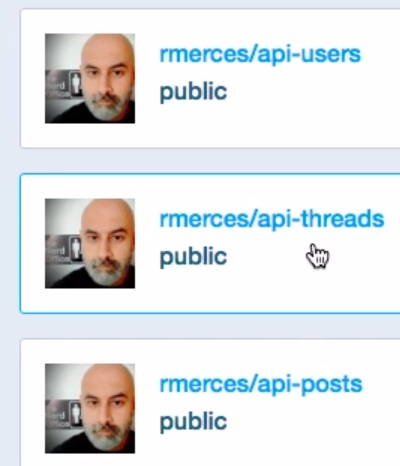 rmerces/api-users
public
rmerces/api-threads
public
rmerces/api-posts
public